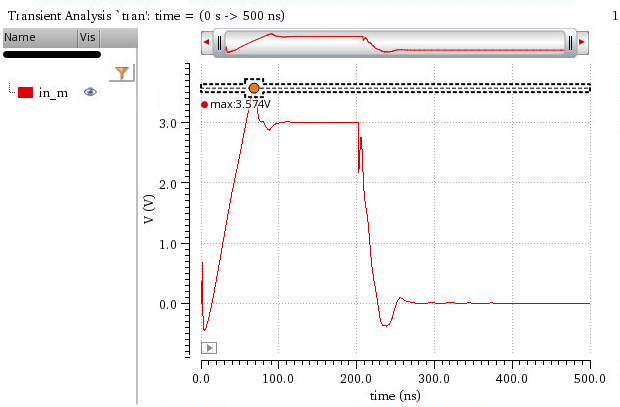 Transient Analysis `tran': time = (0 s -> 500 ns) 1
Name Vis
in_m
max:3.574V
3.0
2.0
1.0
0.0
V (V)
0.0 100.0 200.0 300.0 400.0 500.0
time (ns)